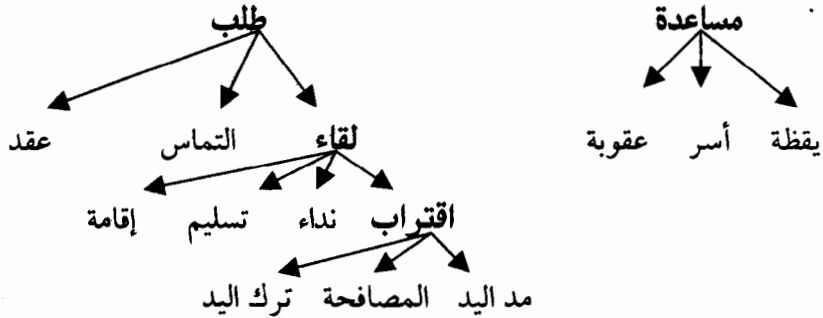 مساعدة طلب
يقظة أسر عقوبة لقاء التماس عقد
اقتراب نداء تسليم إقامة
مد اليد المصافحة ترك اليد